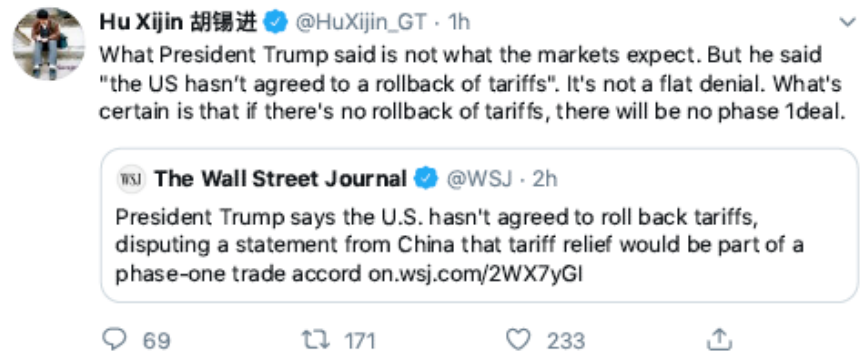 Hu Xijin 胡锡进 @HuXijin_GT · 1h
What President Trump said is not what the markets expect. But he said
"the US hasn't agreed to a rollback of tariffs". It's not a flat denial. What's
certain is that if there's no rollback of tariffs, there will be no phase 1deal.
WSJ The Wall Street Journal @WSJ · 2h
President Trump says the U.S. hasn't agreed to roll back tariffs,
disputing a statement from China that tariff relief would be part of a
phase-one trade accord on.wsj.com/2WX7yGl
69 171 233